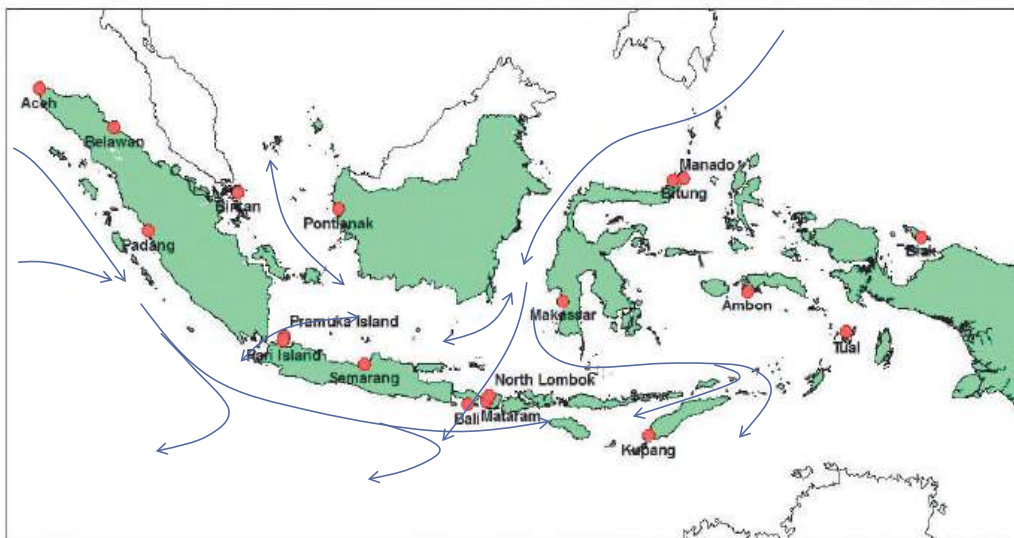 Aceh
Belawan
Manado
Bitung
Bintan
Pontianak
Padang
Biak
Ambon
Makassar
Pramuka Island
Tual
Pari Island
Semarang
North Lombok
Bali
Mataram
Kupang